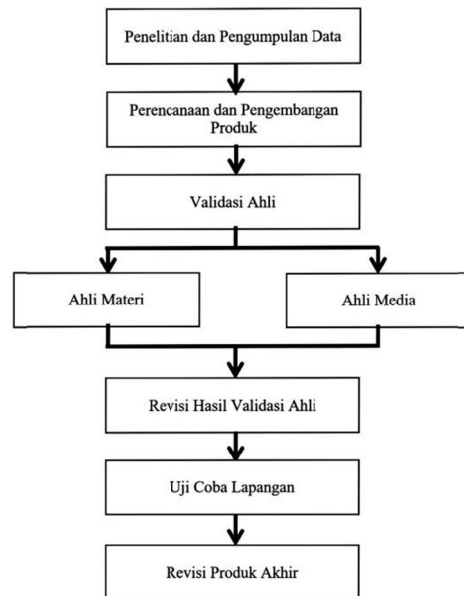 Penelitian dan Pengumpulan Data
Perencanaan dan Pengembangan
Produk
Validasi Ahli
Ahli Materi
Ahli Media
Revisi Hasil Validasi Ahli
Uji Coba Lapangan
Revisi Produk Akhir